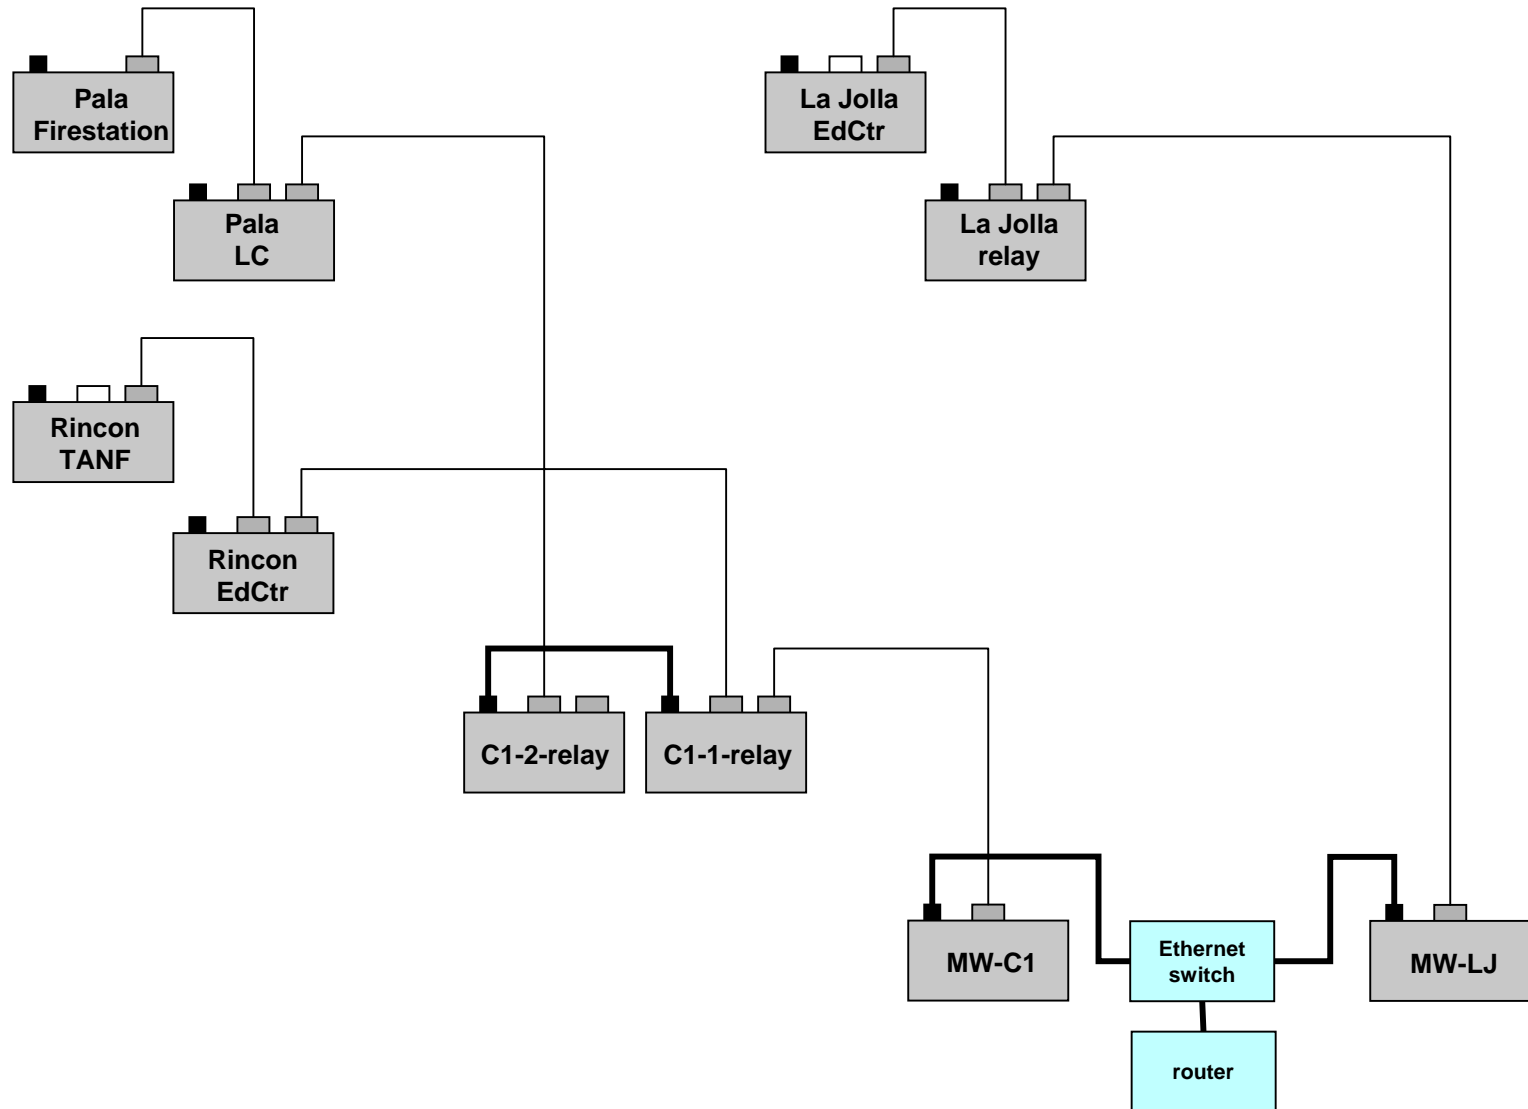 Pala
Firestation
La Jolla
EdCtr
Pala
LC
La Jolla
relay
Rincon
TANF
Rincon
EdCtr
C1-2-relay
C1-1-relay
MW-C1
Ethernet
switch
MW-LJ
router